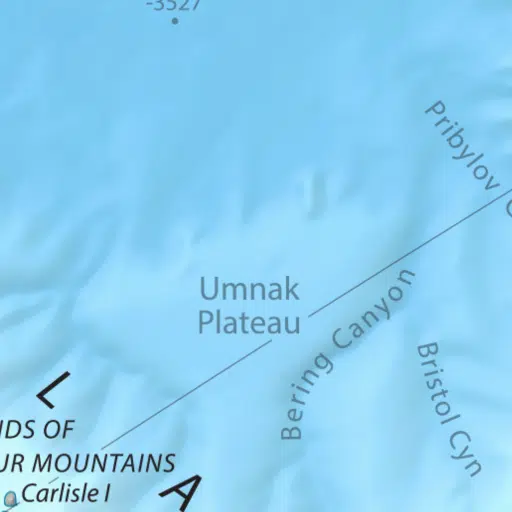 -3527
Pribylov
Umnak
Plateau
Bering Canyon
Bristol Cyn
L
NDS OF
UR MOUNTAINS
Carlisle I
A